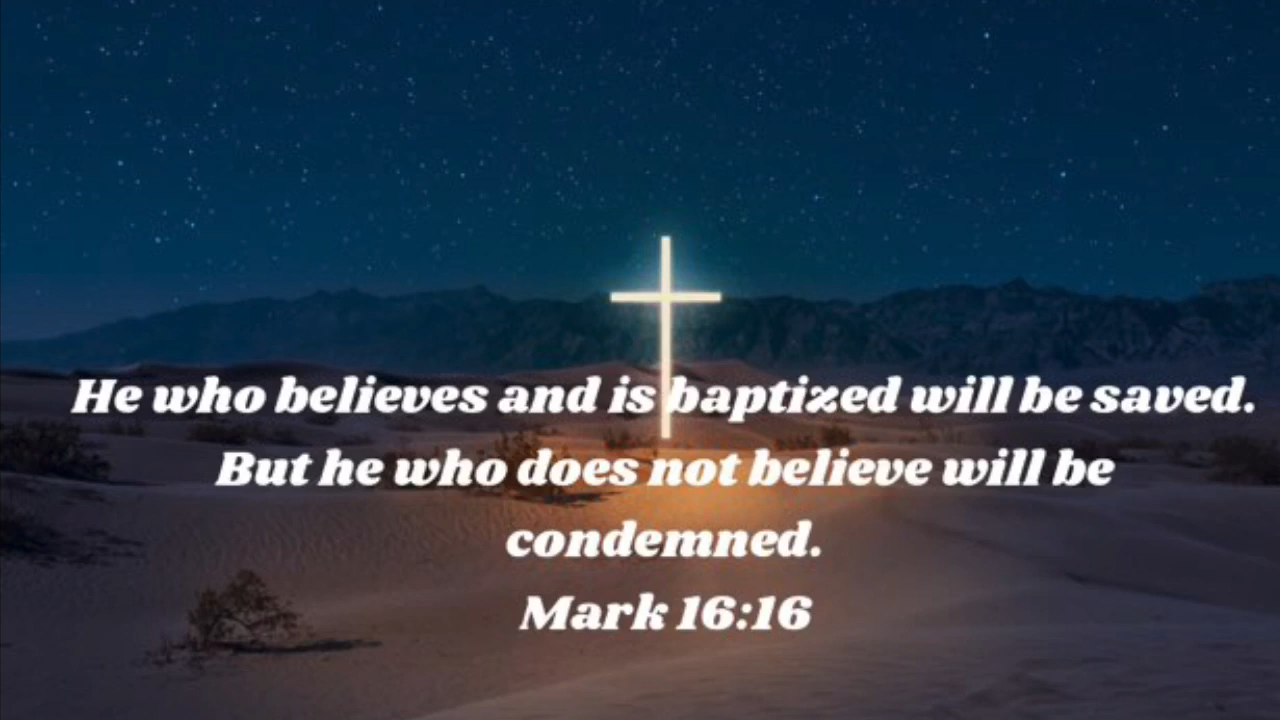 He who believes and is baptized will be saved.
But he who does not believe will be
condemned.
Mark 16:16